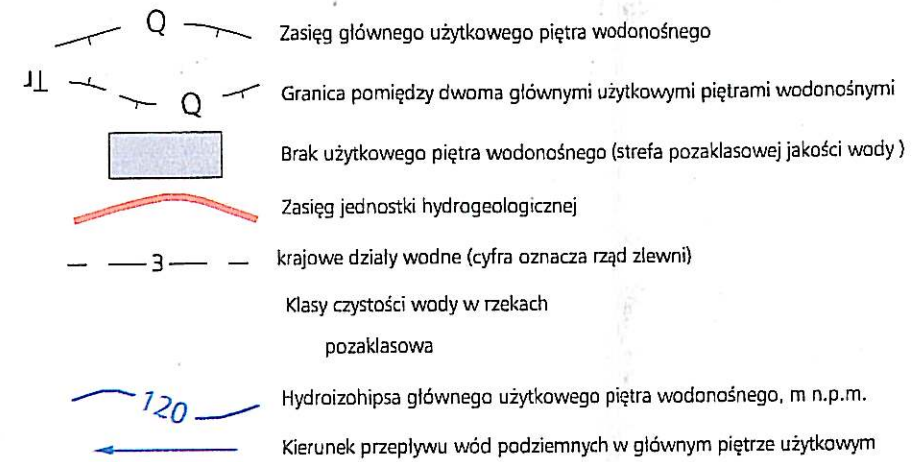 Q Zasięg głównego użytkowego piętra wodonośnego
Tr Q Granica pomiędzy dwoma głównymi użytkowymi piętrami wodonośnymi
Brak użytkowego piętra wodonośnego (strefa pozaklasowej jakości wody )
Zasięg jednostki hydrogeologicznej
3 krajowe działy wodne (cyfra oznacza rząd zlewni)
Klasy czystości wody w rzekach
pozaklasowa
120 Hydroizohipsa głównego użytkowego piętra wodonośnego, m n.p.m.
Kierunek przepływu wód podziemnych w głównym piętrze użytkowym